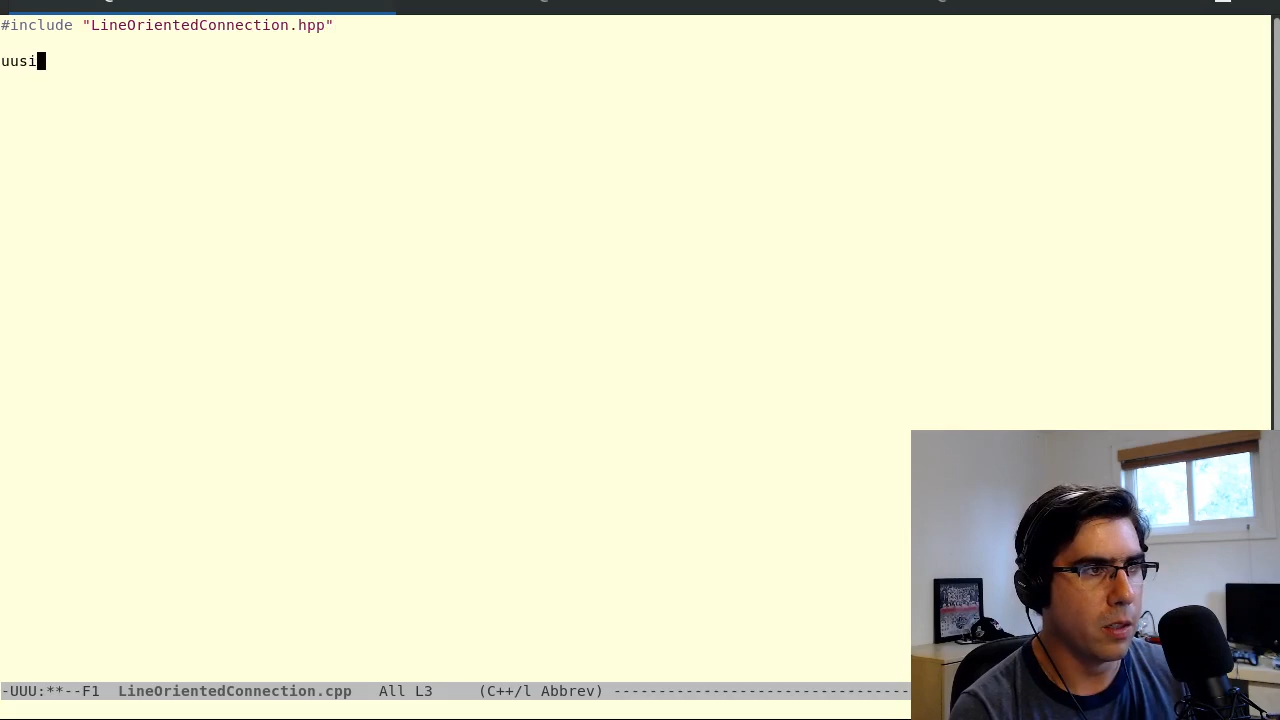 #include "LineOrientedConnection.hpp"
uusi
-UUU:**--F1  LineOrientedConnection.cpp   All L3     (C++/l Abbrev) ---------------------------------